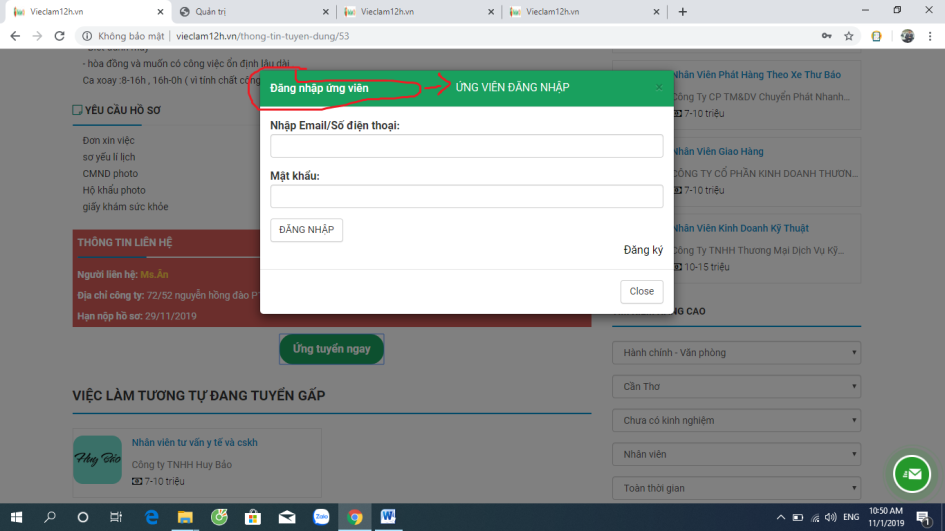 Vieclam12h.vn
Quản trị
Vieclam12h.vn
Vieclam12h.vn
Không bảo mật | vieclam12h.vn/thong-tin-tuyen-dung/53
- hòa đồng và muốn có công việc ổn định lâu dài
Ca xoay :8-16h , 16h-0h ( vì tính chất công
YÊU CẦU HỒ SƠ
Đơn xin việc
sơ yếu lí lịch
CMND photo
Hộ khẩu photo
giấy khám sức khỏe
THÔNG TIN LIÊN HỆ
Người liên hệ: Ms.Ân
Địa chỉ công ty: 72/52 nguyễn hồng đào P
Hạn nộp hồ sơ: 29/11/2019
Ứng tuyển ngay
VIỆC LÀM TƯƠNG TỰ ĐANG TUYỂN GẤP
Huy Bảo
Nhân viên tư vấn y tế và cskh
Công ty TNHH Huy Bảo
7-10 triệu
Đăng nhập ứng viên
ỨNG VIÊN ĐĂNG NHẬP
×
Nhập Email/Số điện thoại:
Mật khẩu:
ĐĂNG NHẬP
Đăng ký
Close
Nhân Viên Phát Hàng Theo Xe Thư Báo
Công Ty CP TM&DV Chuyển Phát Nhanh...
7-10 triệu
Nhân Viên Giao Hàng
CÔNG TY CỔ PHẦN KINH DOANH THƯƠN...
7-10 triệu
Nhân Viên Kinh Doanh Kỹ Thuật
Công Ty TNHH Thương Mại Dịch Vụ Kỹ...
10-15 triệu
NG CAO
Hành chính - Văn phòng
Cần Thơ
Chưa có kinh nghiệm
Nhân viên
Toàn thời gian
Zalo
ENG
10:50 AM
11/1/2019